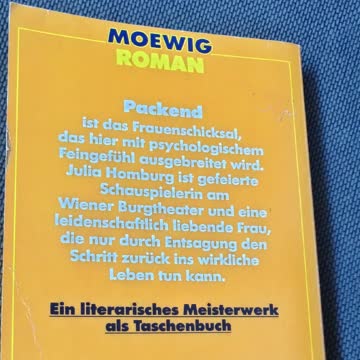 MOEWIG
ROMAN
Packend
ist das Frauenschicksal,
das hier mit psychologischem
Feingefühl ausgebreitet wird.
Julia Homburg ist gefeierte
Schauspielerin am
Wiener Burgtheater und eine
leidenschaftlich liebende Frau,
die nur durch Entsagung den
Schritt zurück ins wirkliche
Leben tun kann.
Ein literarisches Meisterwerk
als Taschenbuch